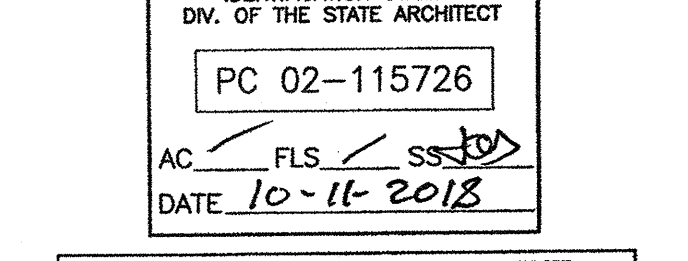 DIV. OF THE STATE ARCHITECT
PC 02-115726
AC / FLS / SS
DATE 10-11-2018